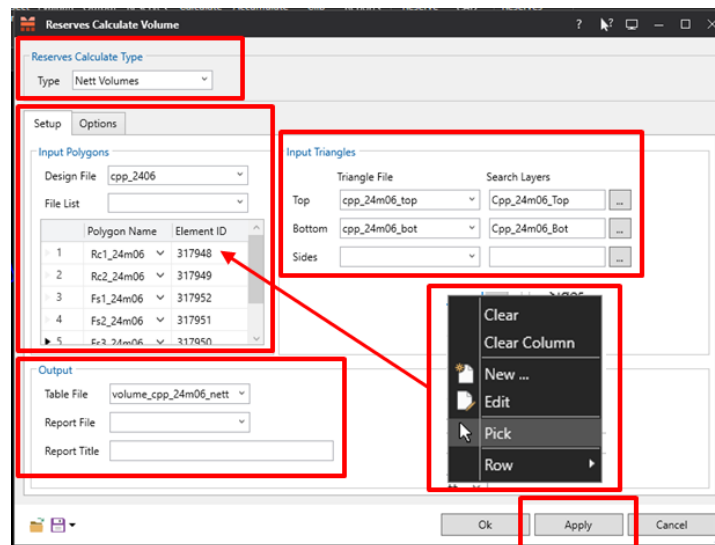 Reserves Calculate Volume
Reserves Calculate Type
Type Nett Volumes
Setup Options
Input Polygons
Design File cpp_2406
File List
Polygon Name Element ID
1 Rc1_24m06 317948
2 Rc2_24m06 317949
3 Fs1_24m06 317952
4 Fs2_24m06 317951
5 Fs3_24m06 317950
Input Triangles
Triangle File Search Layers
Top cpp_24m06_top Cpp_24m06_Top ...
Bottom cpp_24m06_bot Cpp_24m06_Bot ...
Sides ...
Clear
Clear Column
New ...
Edit
Pick
Row
Output
Table File volume_cpp_24m06_nett
Report File
Report Title
Ok Apply Cancel